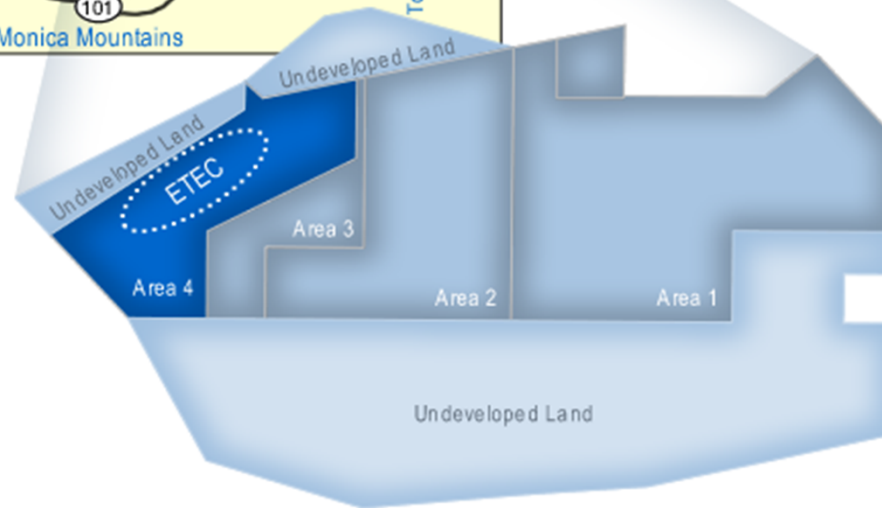 101
Monica Mountains
Undeveloped Land
Undeveloped Land
ETEC
Area 3
Area 4
Area 2
Area 1
Undeveloped Land